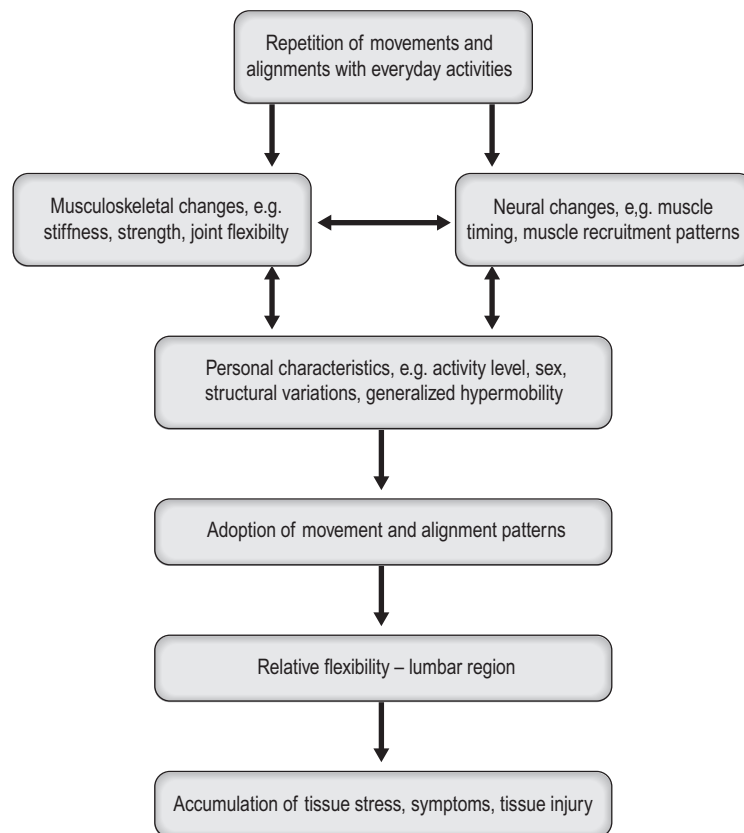 Repetition of movements and
alignments with everyday activities
Musculoskeletal changes, e.g.
stiffness, strength, joint flexibilty
Neural changes, e,g. muscle
timing, muscle recruitment patterns
Personal characteristics, e.g. activity level, sex,
structural variations, generalized hypermobility
Adoption of movement and alignment patterns
Relative flexibility – lumbar region
Accumulation of tissue stress, symptoms, tissue injury